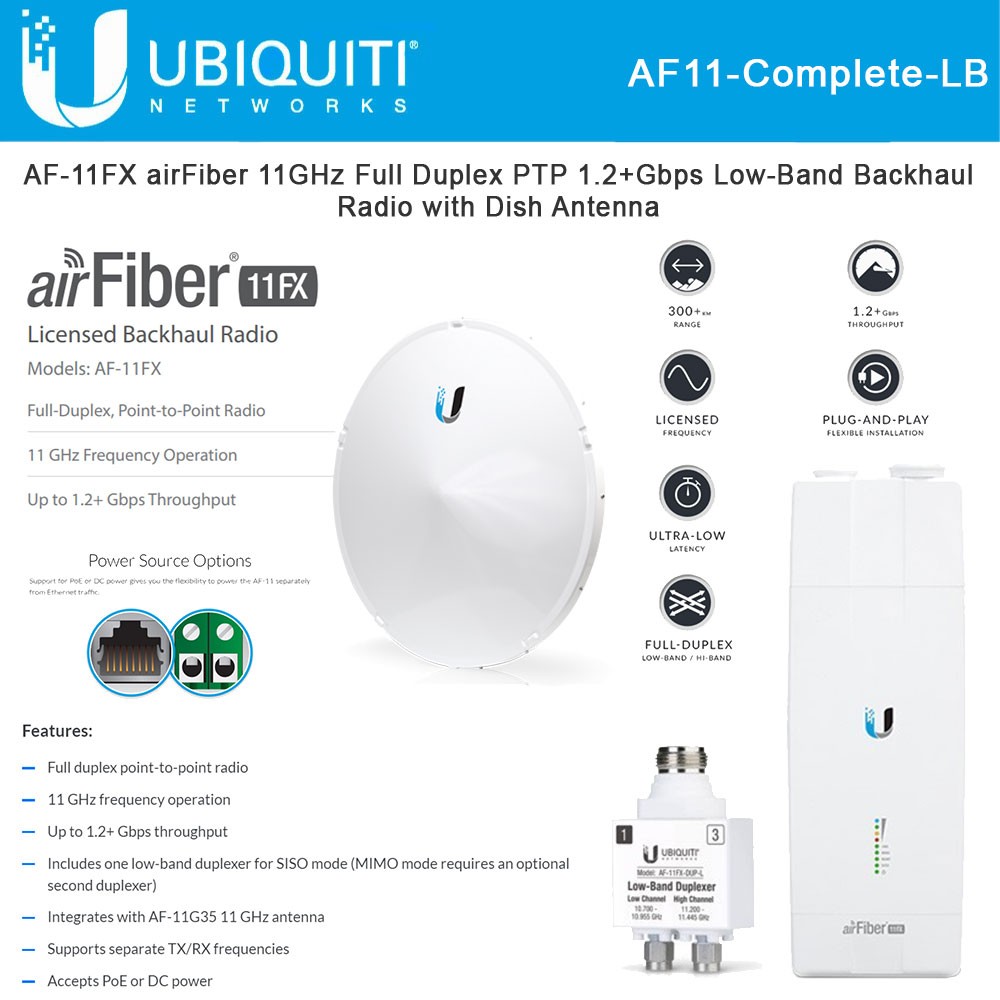 UBIQUITI®
NETWORKS
AF11-Complete-LB
AF-11FX airFiber 11GHz Full Duplex PTP 1.2+Gbps Low-Band Backhaul
Radio with Dish Antenna
airFiber® 11FX
Licensed Backhaul Radio
Models: AF-11FX
Full-Duplex, Point-to-Point Radio
11 GHz Frequency Operation
Up to 1.2+ Gbps Throughput
Power Source Options
Support for PoE or DC power gives you the flexibility to power the AF-11 separately
from Ethernet traffic.
300+ KM
RANGE
1.2+ Gbps
THROUGHPUT
LICENSED
FREQUENCY
PLUG-AND-PLAY
FLEXIBLE INSTALLATION
ULTRA-LOW
LATENCY
FULL-DUPLEX
LOW-BAND / HI-BAND
Features:
Full duplex point-to-point radio
11 GHz frequency operation
Up to 1.2+ Gbps throughput
Includes one low-band duplexer for SISO mode (MIMO mode requires an optional
second duplexer)
Integrates with AF-11G35 11 GHz antenna
Supports separate TX/RX frequencies
Accepts PoE or DC power
1
3
UBIQUITI
NETWORKS
Model: AF-11FX-DUP-L
Low-Band Duplexer
Low Channel High Channel
10.700 - 11.200 -
10.955 GHz 11.445 GHz
airFiber 11FX